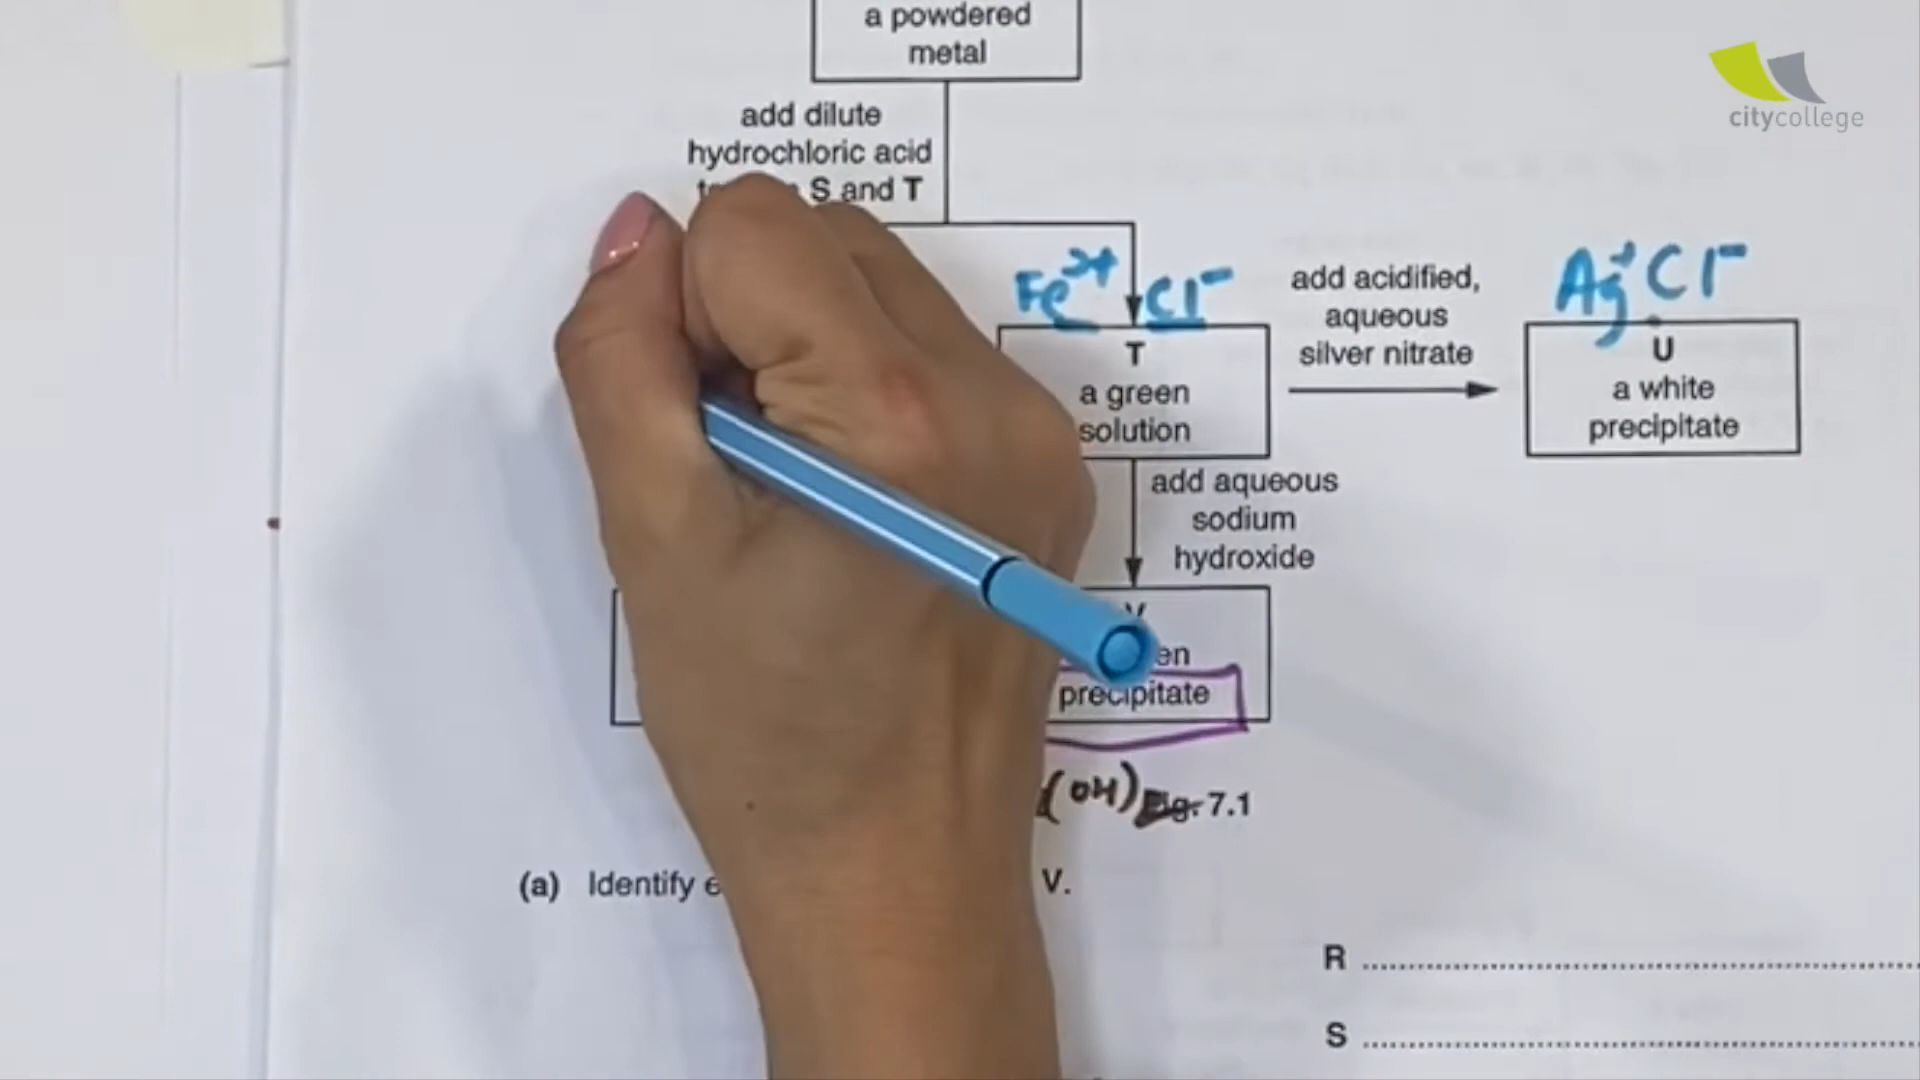 a powdered
metal
citycollege
add dilute
hydrochloric acid
S and T
Fe²⁺ Cl⁻
add acidified,
aqueous
silver nitrate
Ag⁺Cl⁻
T
a green
solution
U
a white
precipitate
add aqueous
sodium
hydroxide
precipitate
(OH)
Fig. 7.1
(a) Identify
V.
R
S